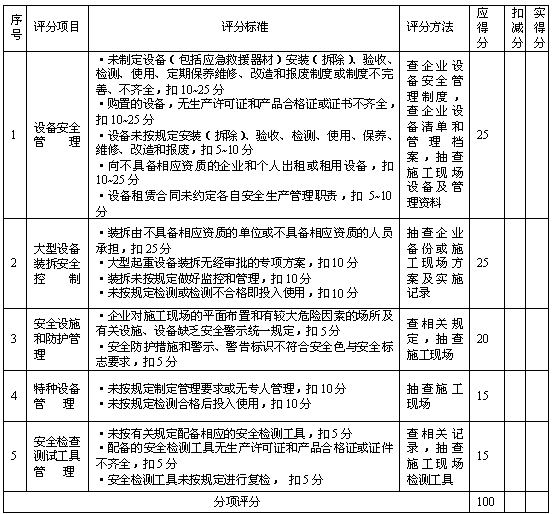 序号 评分项目 评分标准 评分方法 应得分 扣减分 实得分
1 设备安全管理
·未制定设备(包括应急救援器材)安装(拆除)、验收、
检测、使用、定期保养维修、改造和报废制度或制度不完
善、不齐全,扣10~25分
·购置的设备,无生产许可证和产品合格证或证书不齐全,
扣10~25分
·设备未按规定安装(拆除)、验收、检测、使用、保养、
维修、改造和报废,扣5~10分
·向不具备相应资质的企业和个人出租或租用设备,扣
10~25分
·设备租赁合同未约定各自安全生产管理职责,扣 5~10
分
查企业设
备安全管
理制度,
查企业设
备清单和
管理档
案,抽查
施工现场
设备及管
理资料
25
2 大型设备
装拆安全
控制
·装拆由不具备相应资质的单位或不具备相应资质的人员
承担,扣25分
·大型起重设备装拆无经审批的专项方案,扣10分
·装拆未按规定做好监控和管理,扣10分
·未按规定检测或检测不合格即投入使用,扣10分
抽查企业
备份或施
工现场方
案及实施
记录
25
3 安全设施
和防护管
理
·企业对施工现场的平面布置和有较大危险因素的场所及
有关设施、设备缺乏安全警示统一规定,扣5分
·安全防护措施和警示、警告标识不符合安全色与安全标
志要求,扣5分
查相关规
定,抽查
施工现场
20
4 特种设备
管理
·未按规定制定管理要求或无专人管理,扣10分
·未按规定检测合格后投入使用,扣10分
抽查施工
现场
15
5 安全检查
测试工具
管理
·未按有关规定配备相应的安全检测工具,扣5分
·配备的安全检测工具无生产许可证和产品合格证或证件
不齐全,扣5分
·安全检测工具未按规定进行复检, 扣5分
查相关记
录,抽查
施工现场
检测工具
15
分项评分 100